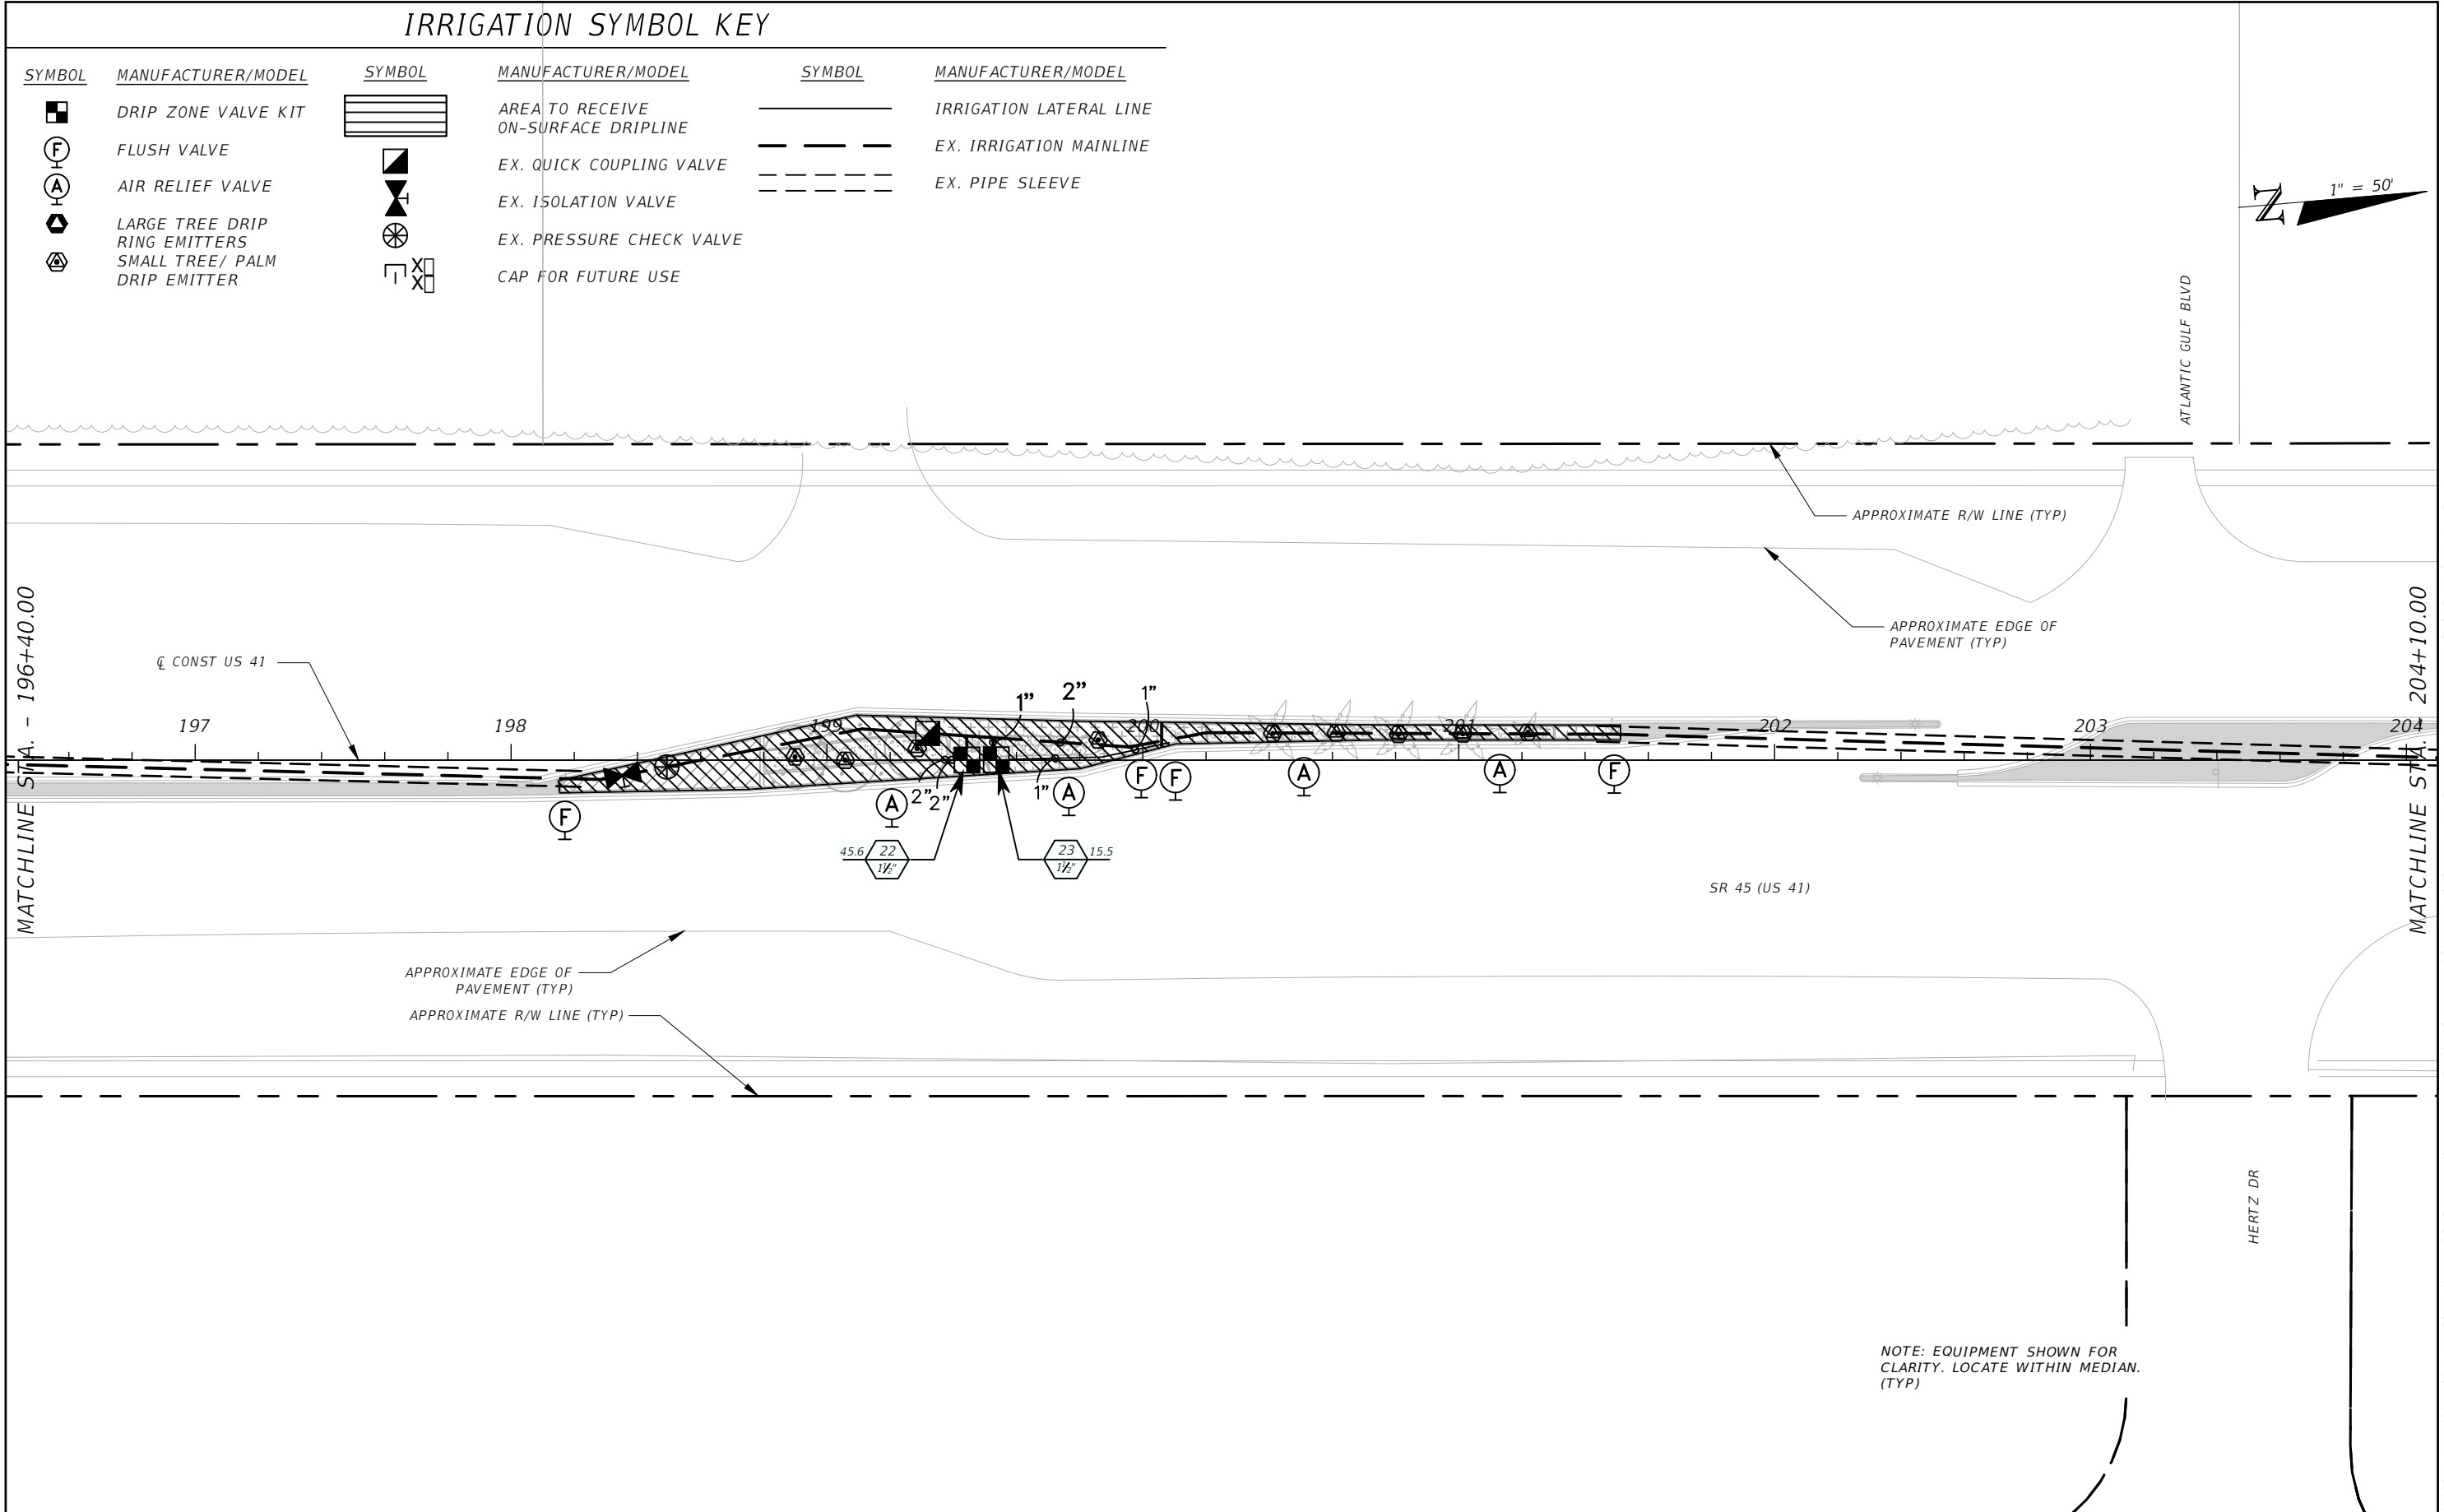 IRRIGATION SYMBOL KEY
SYMBOL MANUFACTURER/MODEL SYMBOL MANUFACTURER/MODEL SYMBOL MANUFACTURER/MODEL
DRIP ZONE VALVE KIT
F FLUSH VALVE
A AIR RELIEF VALVE
LARGE TREE DRIP
RING EMITTERS
SMALL TREE/ PALM
DRIP EMITTER
AREA TO RECEIVE
ON-SURFACE DRIPLINE
EX. QUICK COUPLING VALVE
EX. ISOLATION VALVE
EX. PRESSURE CHECK VALVE
X
X
CAP FOR FUTURE USE
IRRIGATION LATERAL LINE
EX. IRRIGATION MAINLINE
EX. PIPE SLEEVE
N 1" = 50'
ATLANTIC GULF BLVD
APPROXIMATE R/W LINE (TYP)
APPROXIMATE EDGE OF
PAVEMENT (TYP)
MATCHLINE STA. - 196+40.00
MATCHLINE STA. 204+10.00
℄ CONST US 41
197 198 199 200 201 202 203 204
1” 2” 1”
2” 2” 1”
F A A F F A A F
45.6 22 1½"
23 1½" 15.5
SR 45 (US 41)
APPROXIMATE EDGE OF
PAVEMENT (TYP)
APPROXIMATE R/W LINE (TYP)
HERTZ DR
NOTE: EQUIPMENT SHOWN FOR
CLARITY. LOCATE WITHIN MEDIAN.
(TYP)